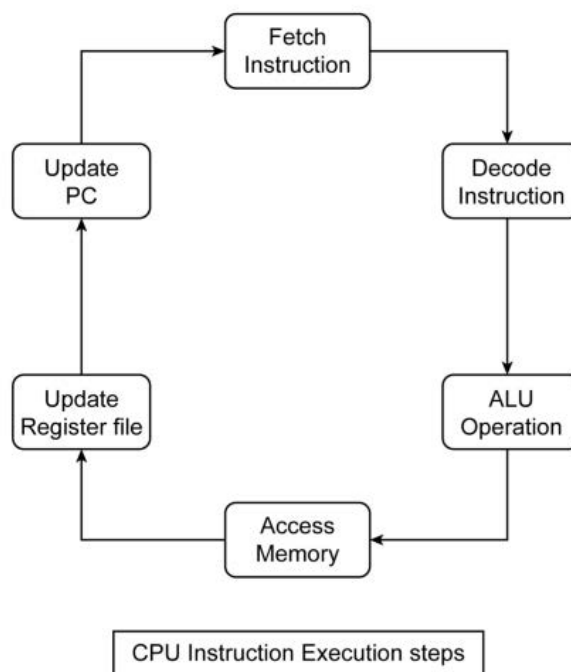 Fetch
Instruction
Decode
Instruction
ALU
Operation
Access
Memory
Update
Register file
Update
PC
CPU Instruction Execution steps